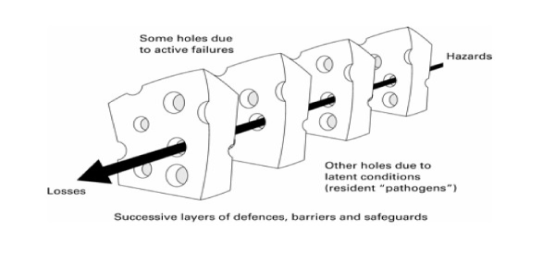 Some holes due
to active failures
Hazards
Other holes due to
latent conditions
(resident "pathogens")
Losses
Successive layers of defences, barriers and safeguards